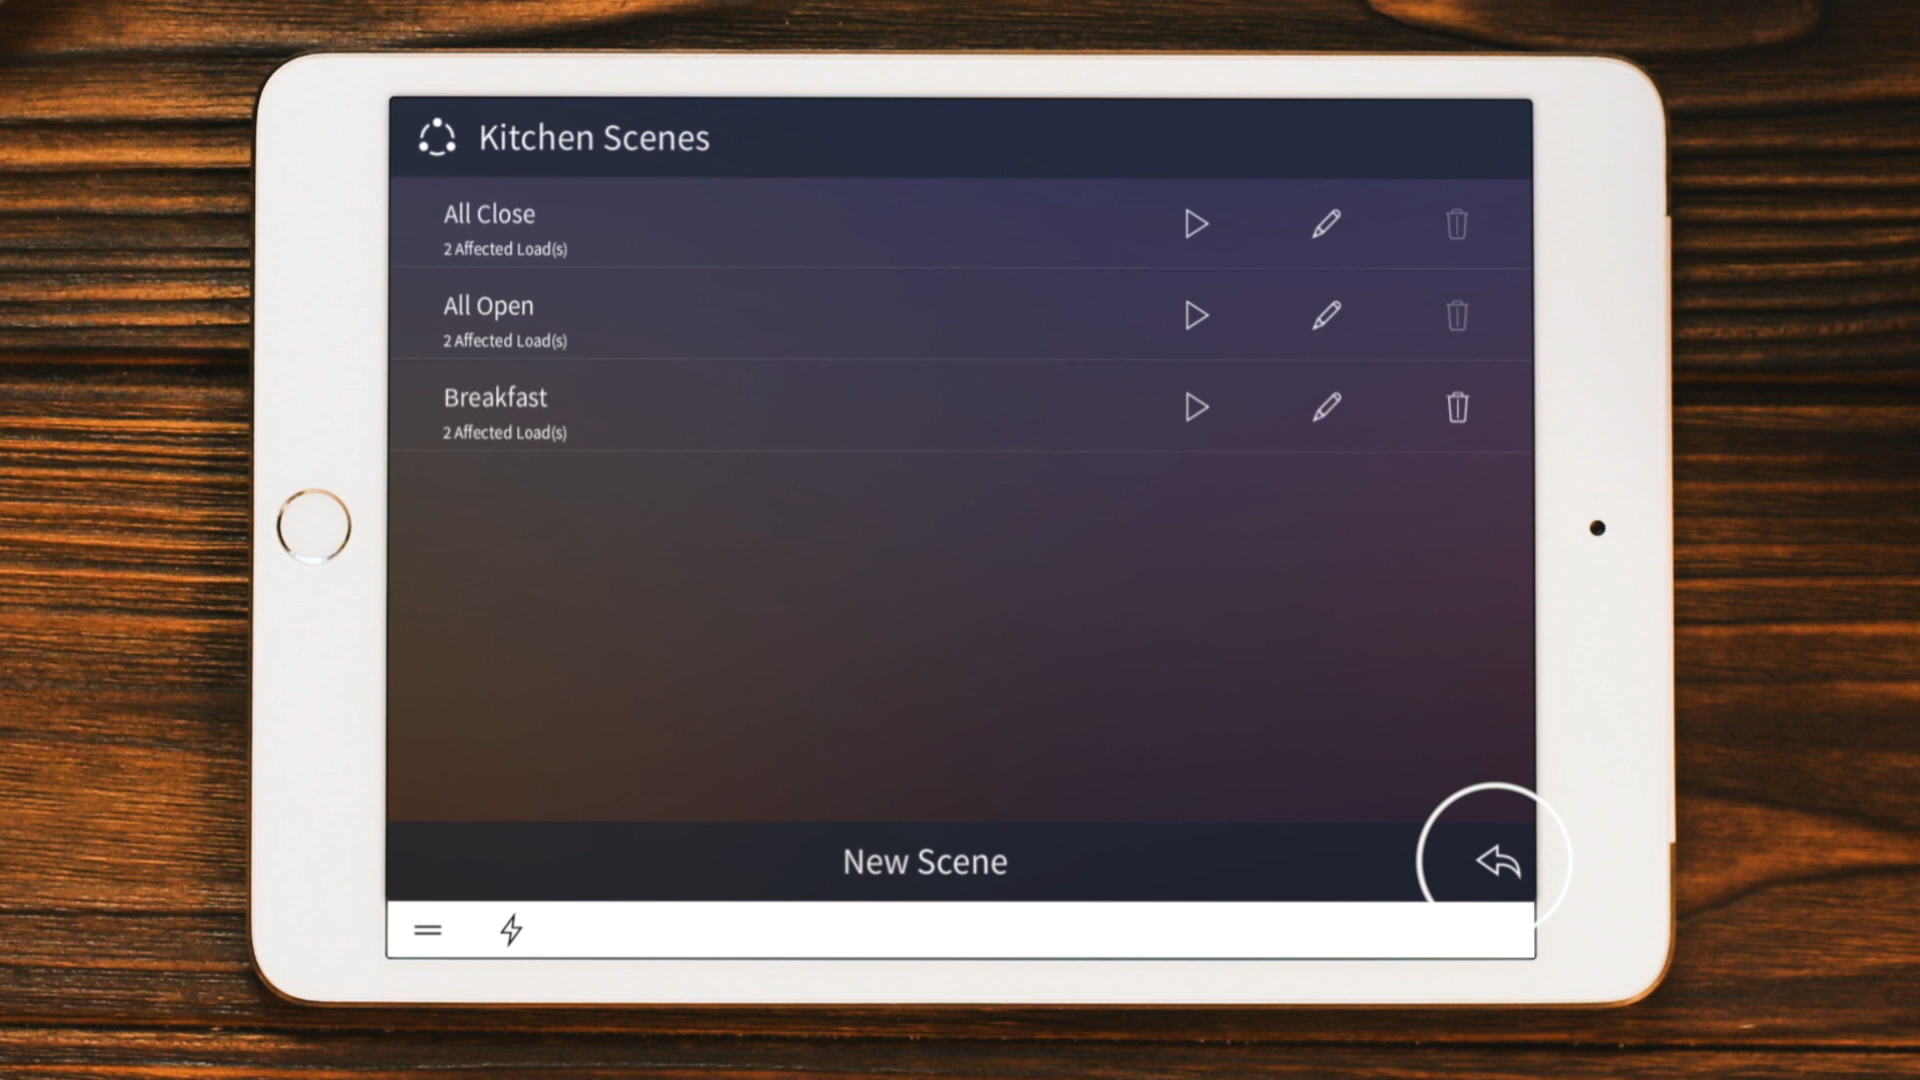 Kitchen Scenes
All Close
2 Affected Load(s)
All Open
2 Affected Load(s)
Breakfast
2 Affected Load(s)
New Scene